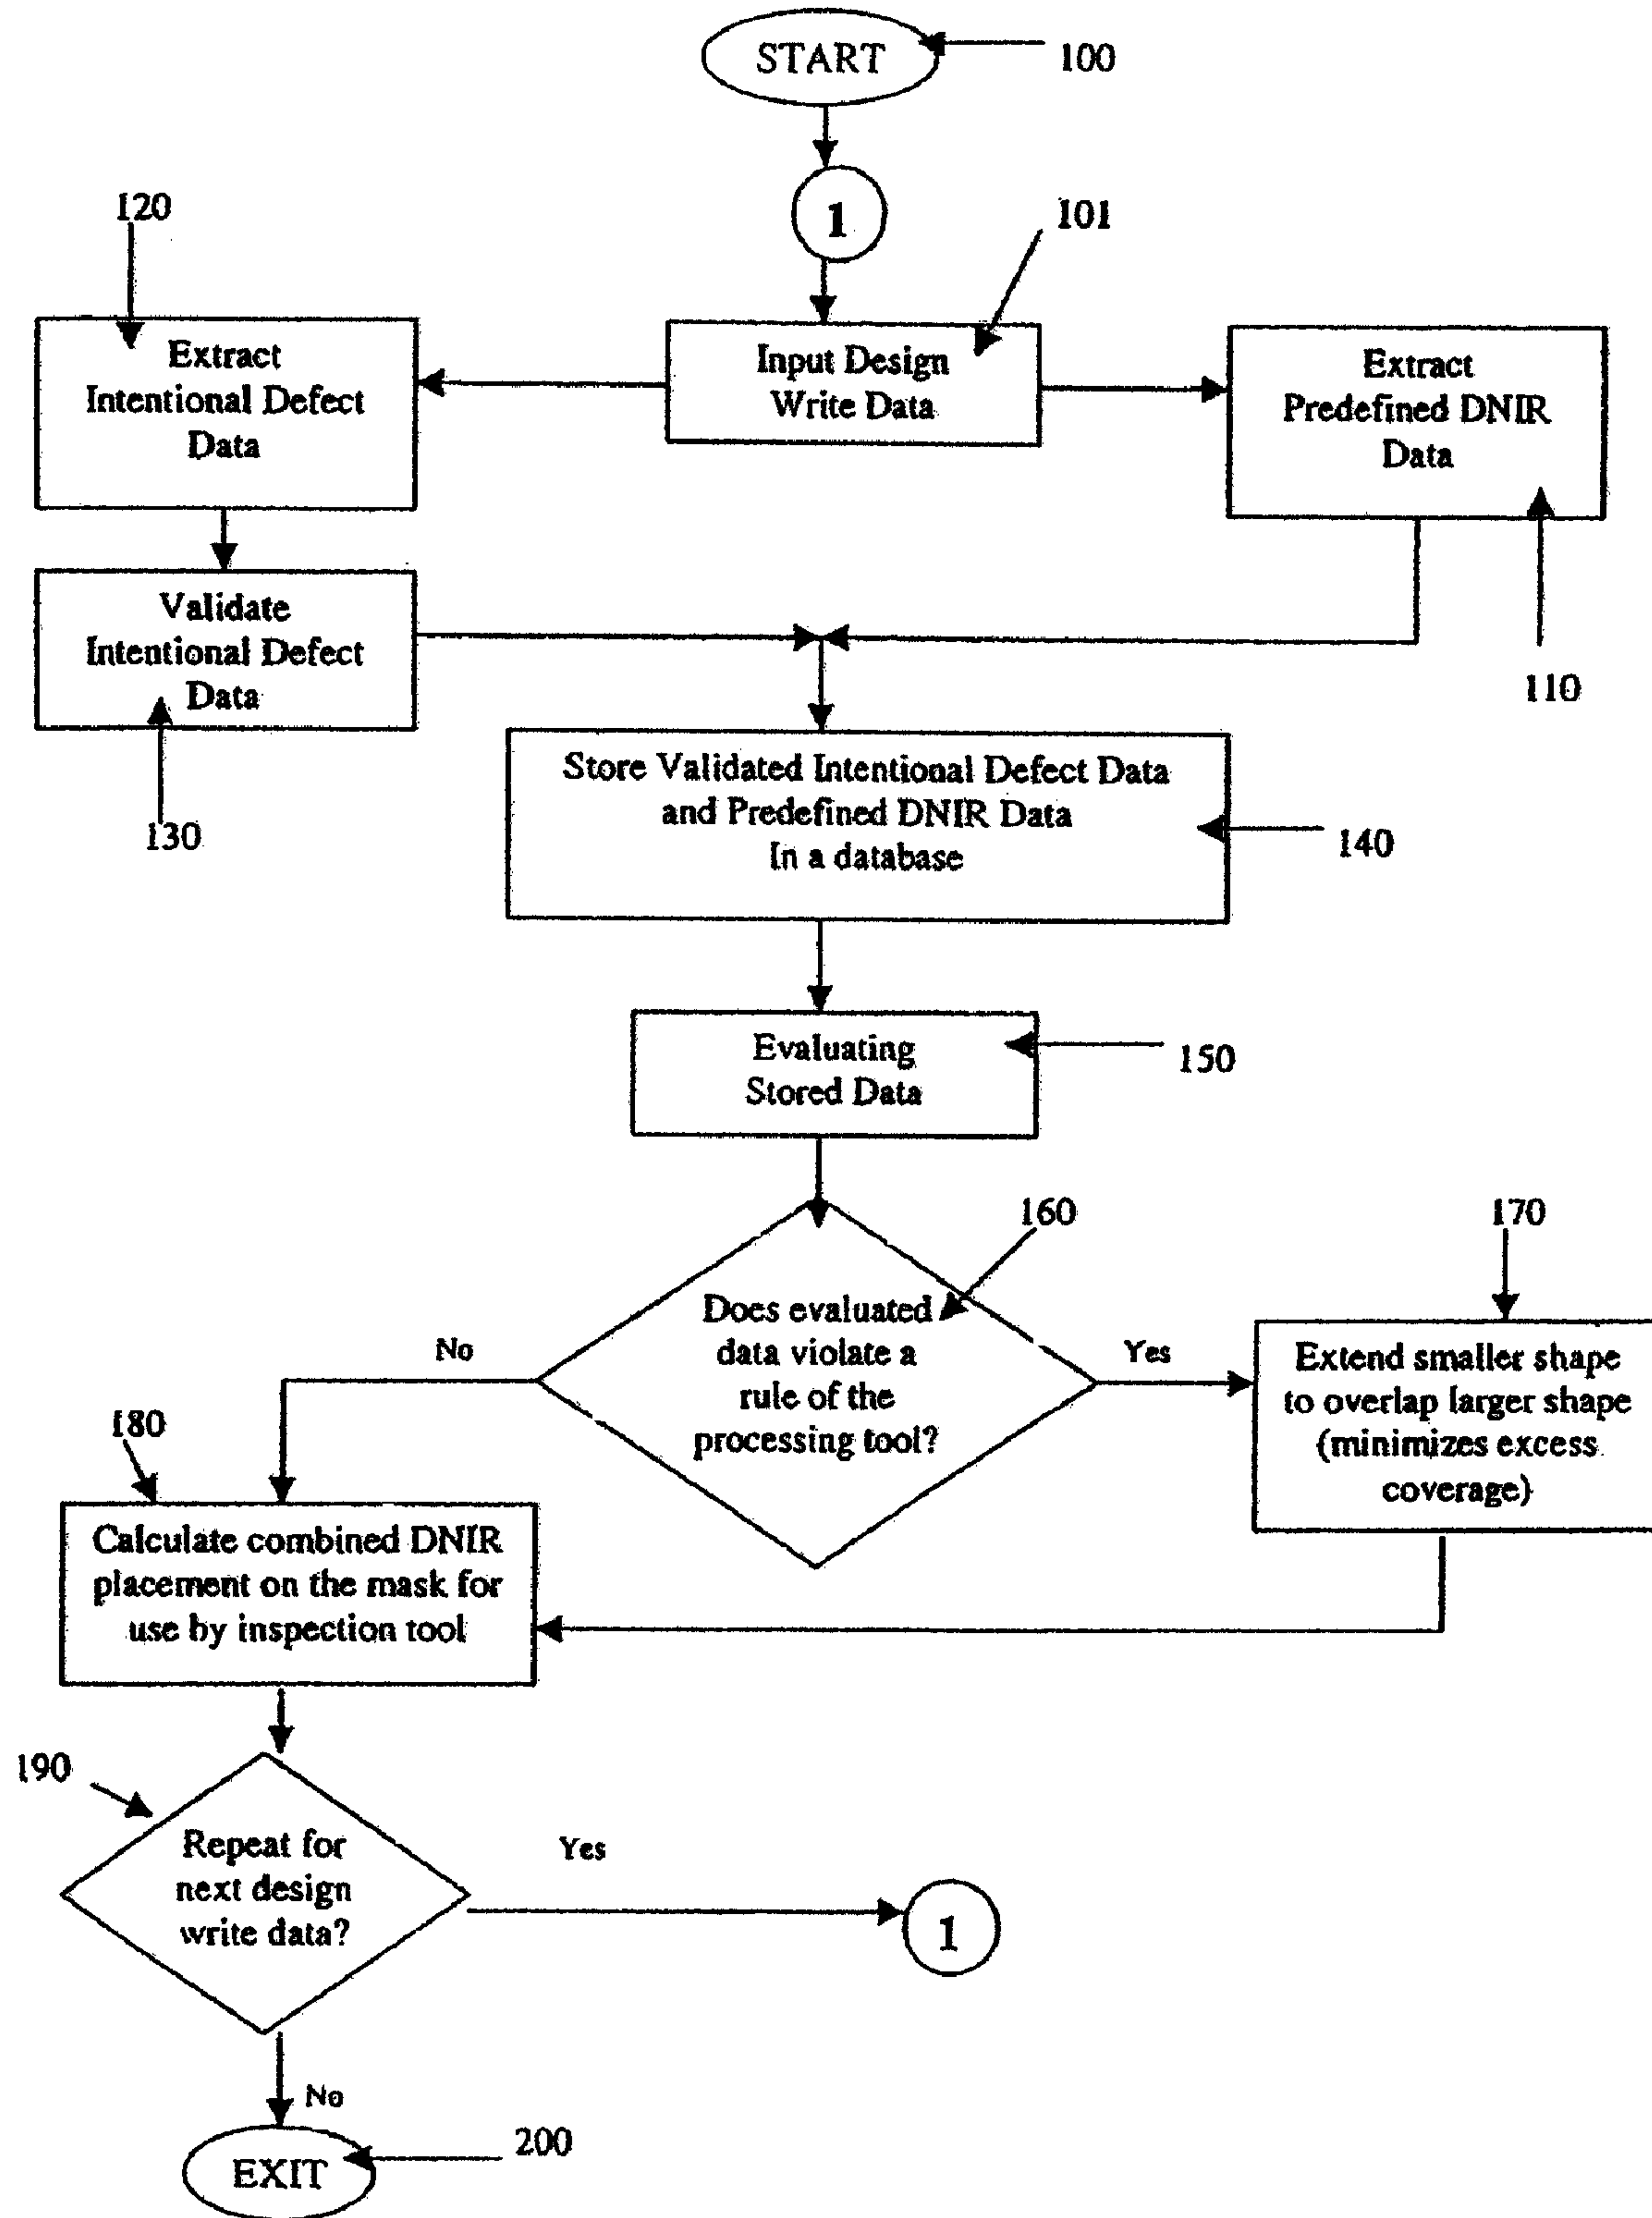 START
100
1
120
101
Extract
Intentional Defect
Data
Input Design
Write Data
Extract
Predefined DNIR
Data
Validate
Intentional Defect
Data
110
130
Store Validated Intentional Defect Data
and Predefined DNIR Data
In a database
140
Evaluating
Stored Data
150
160
170
Does evaluated
data violate a
rule of the
processing tool?
No
Yes
Extend smaller shape
to overlap larger shape
(minimizes excess
coverage)
180
Calculate combined DNIR
placement on the mask for
use by inspection tool
190
Repeat for
next design
write data?
Yes
1
No
EXIT
200